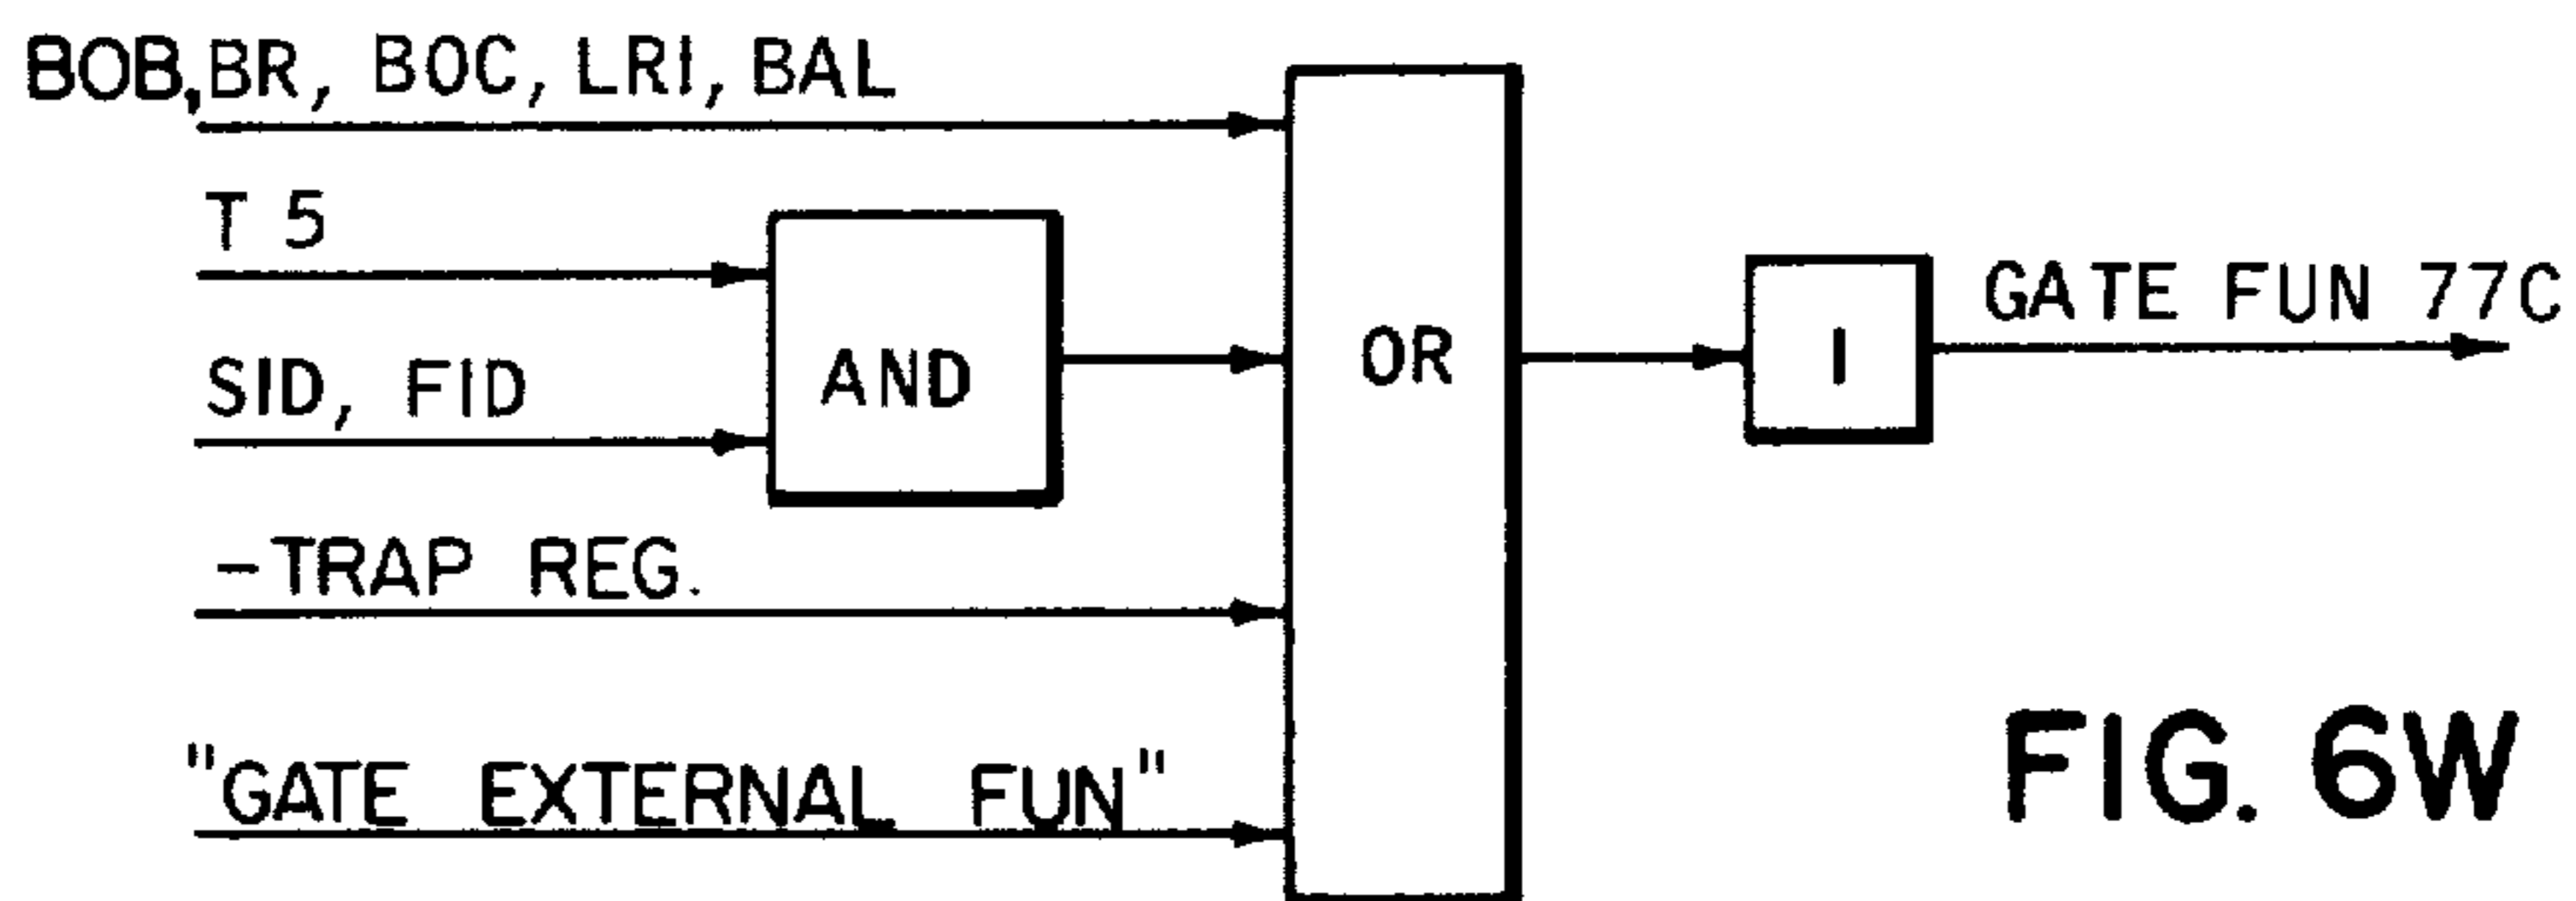 BOB, BR, BOC, LRI, BAL
T 5
SID, FID
AND
OR
I
GATE FUN 77C
-TRAP REG.
"GATE EXTERNAL FUN"
FIG. 6W